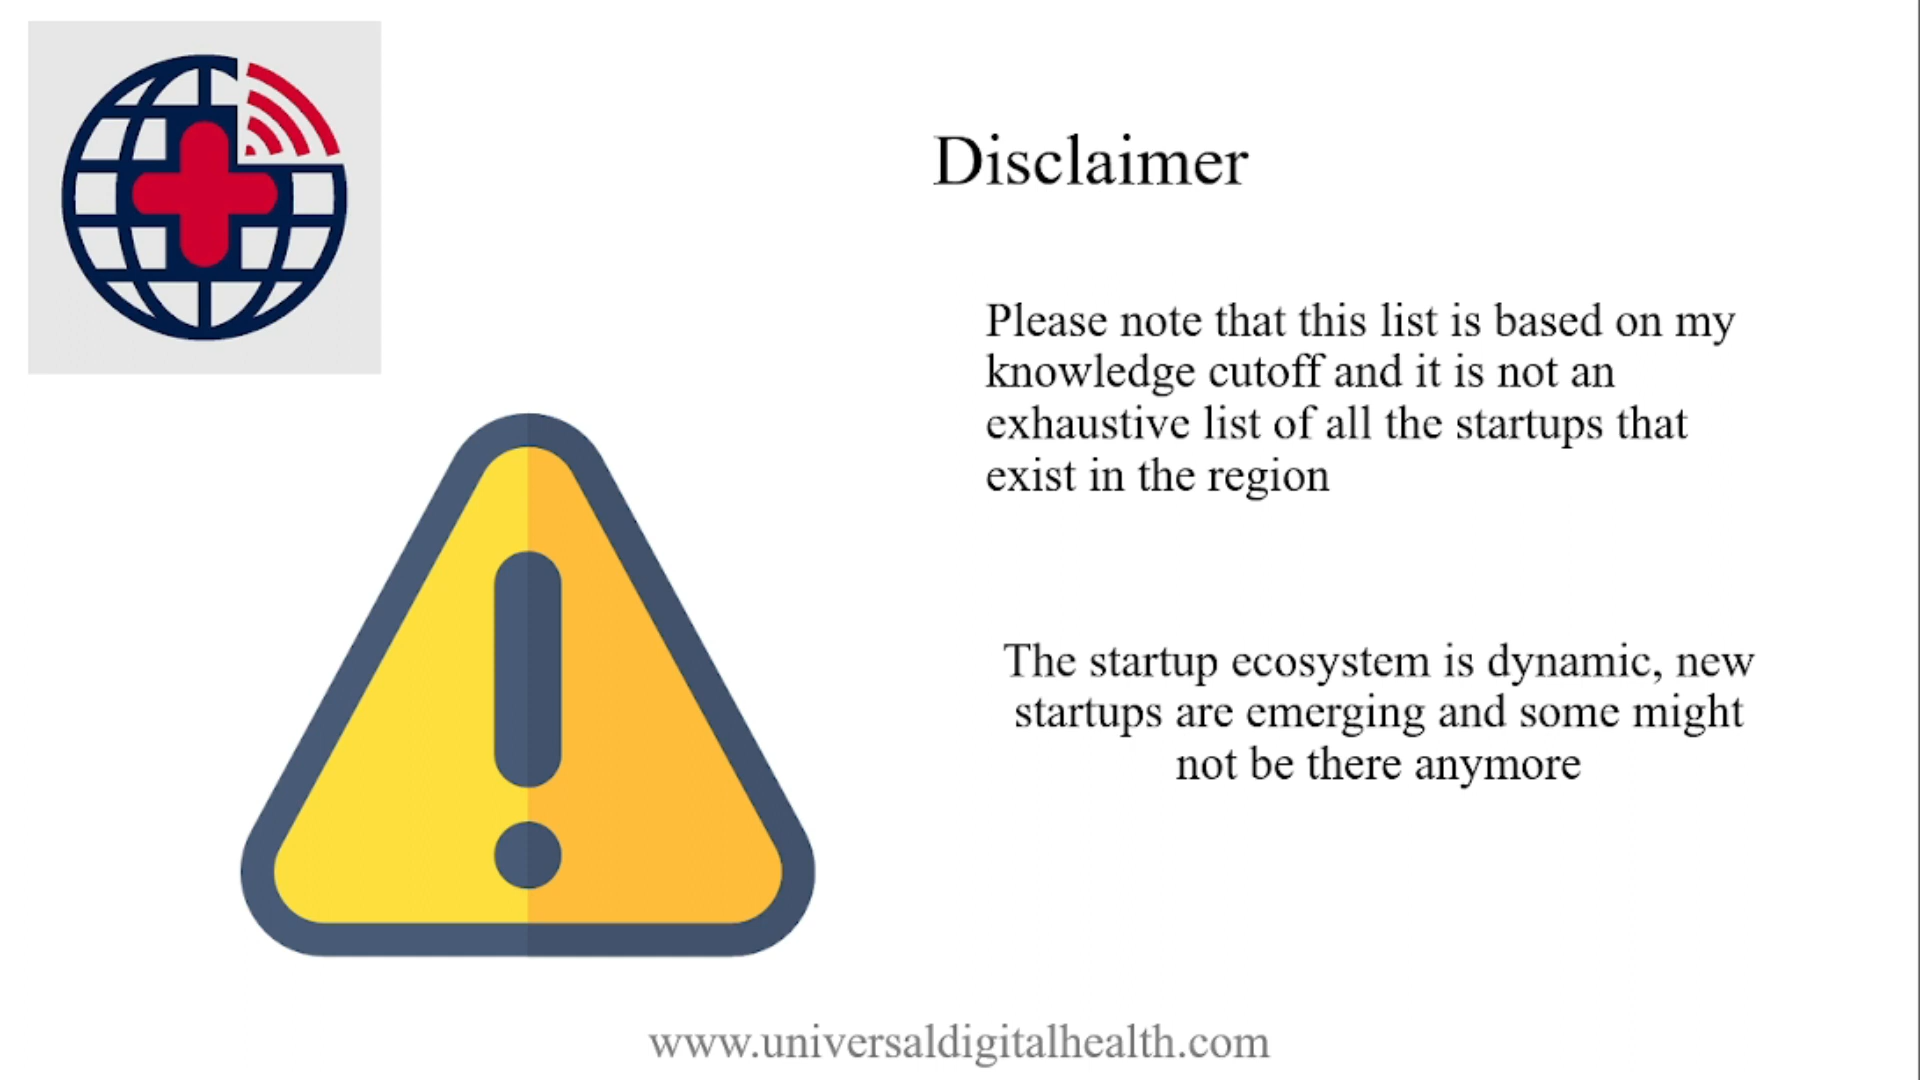 Disclaimer
Please note that this list is based on my
knowledge cutoff and it is not an
exhaustive list of all the startups that
exist in the region
The startup ecosystem is dynamic, new
startups are emerging and some might
not be there anymore
www.universaldigitalhealth.com